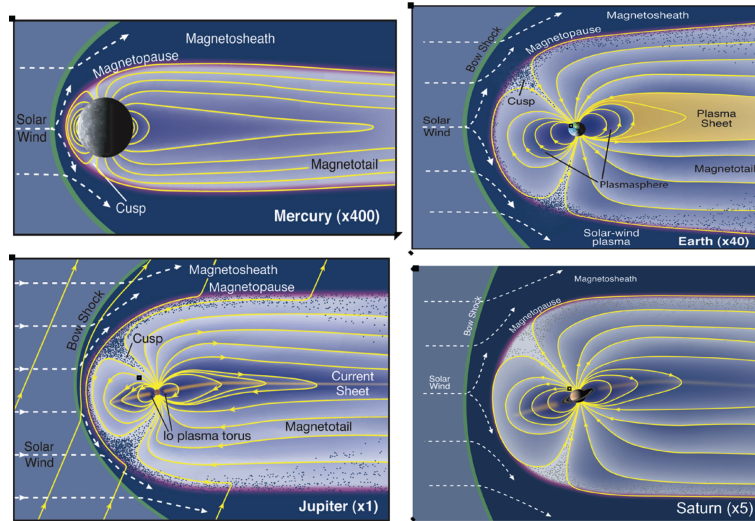 Magnetosheath
Magnetopause
Solar
Wind
Magnetotail
Cusp
Mercury (x400)
Magnetosheath
Bow Shock
Magnetopause
Cusp
Plasma
Sheet
Solar
Wind
Magnetotail
Plasmasphere
Solar-wind
plasma
Earth (x40)
Magnetosheath
Magnetopause
Bow Shock
Cusp
Current
Sheet
Io plasma torus
Magnetotail
Solar
Wind
Jupiter (x1)
Magnetosheath
Bow Shock
Magnetopause
Solar
Wind
Saturn (x5)